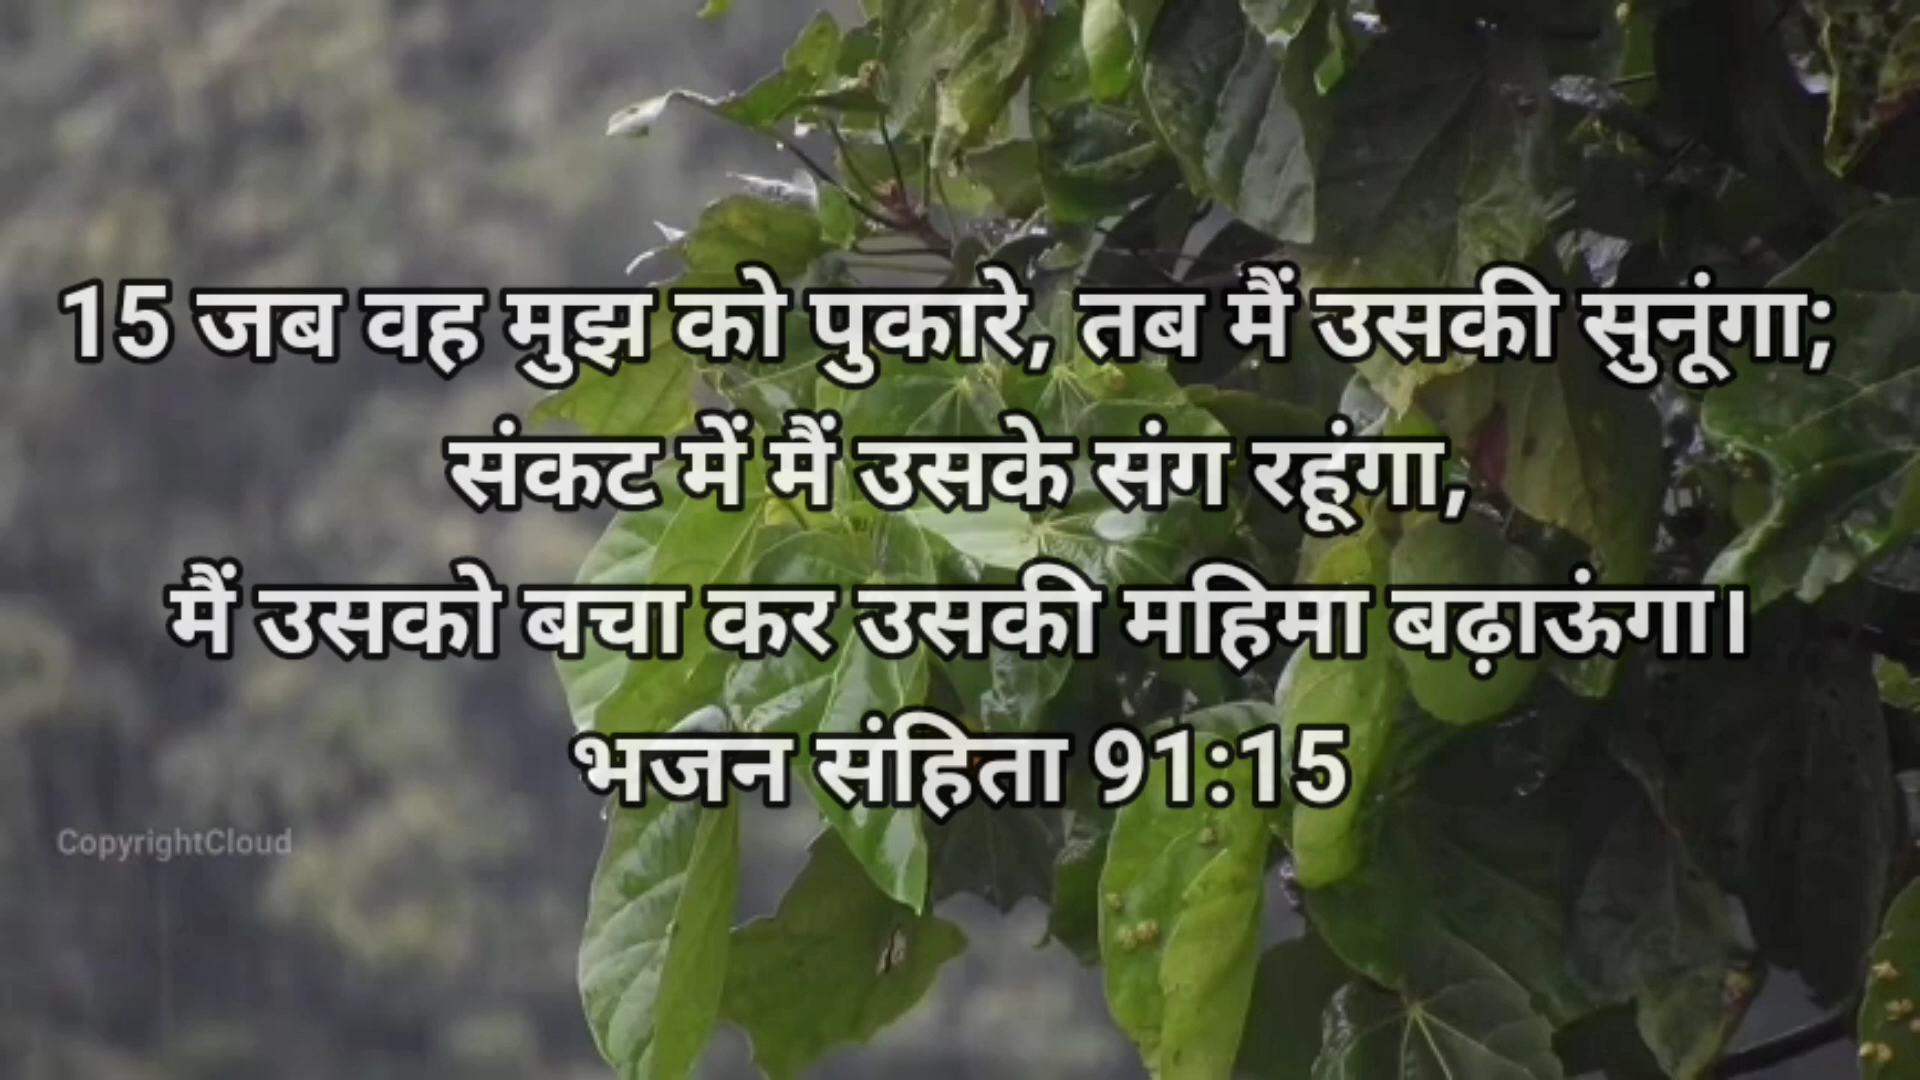 15 जब वह मुझ को पुकारे, तब मैं उसकी सुनूंगा;
संकट में मैं उसके संग रहूंगा,
मैं उसको बचा कर उसकी महिमा बढ़ाऊंगा।
भजन संहिता 91:15
CopyrightCloud